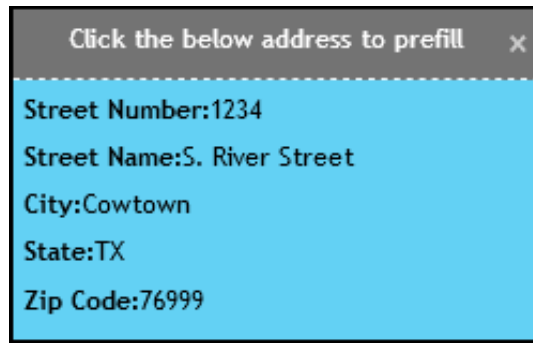 Click the below address to prefill ×
Street Number:1234
Street Name:S. River Street
City:Cowtown
State:TX
Zip Code:76999